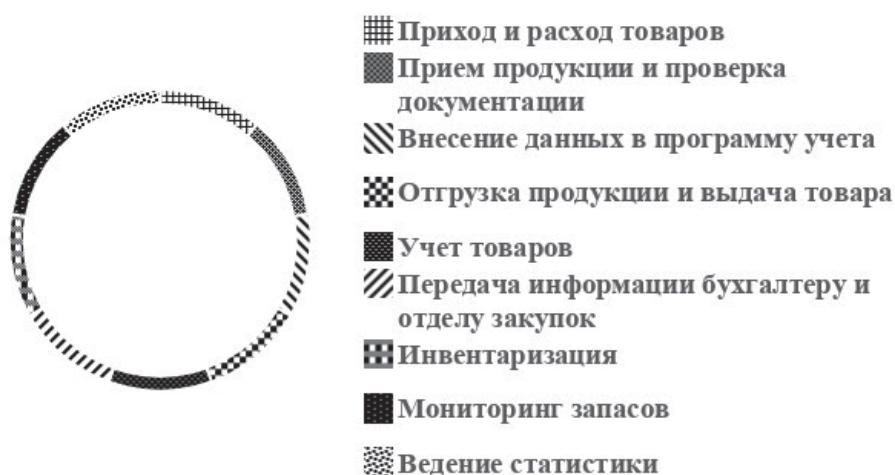 Приход и расход товаров
Прием продукции и проверка
документации
Внесение данных в программу учета
Отгрузка продукции и выдача товара
Учет товаров
Передача информации бухгалтеру и
отделу закупок
Инвентаризация
Мониторинг запасов
Ведение статистики